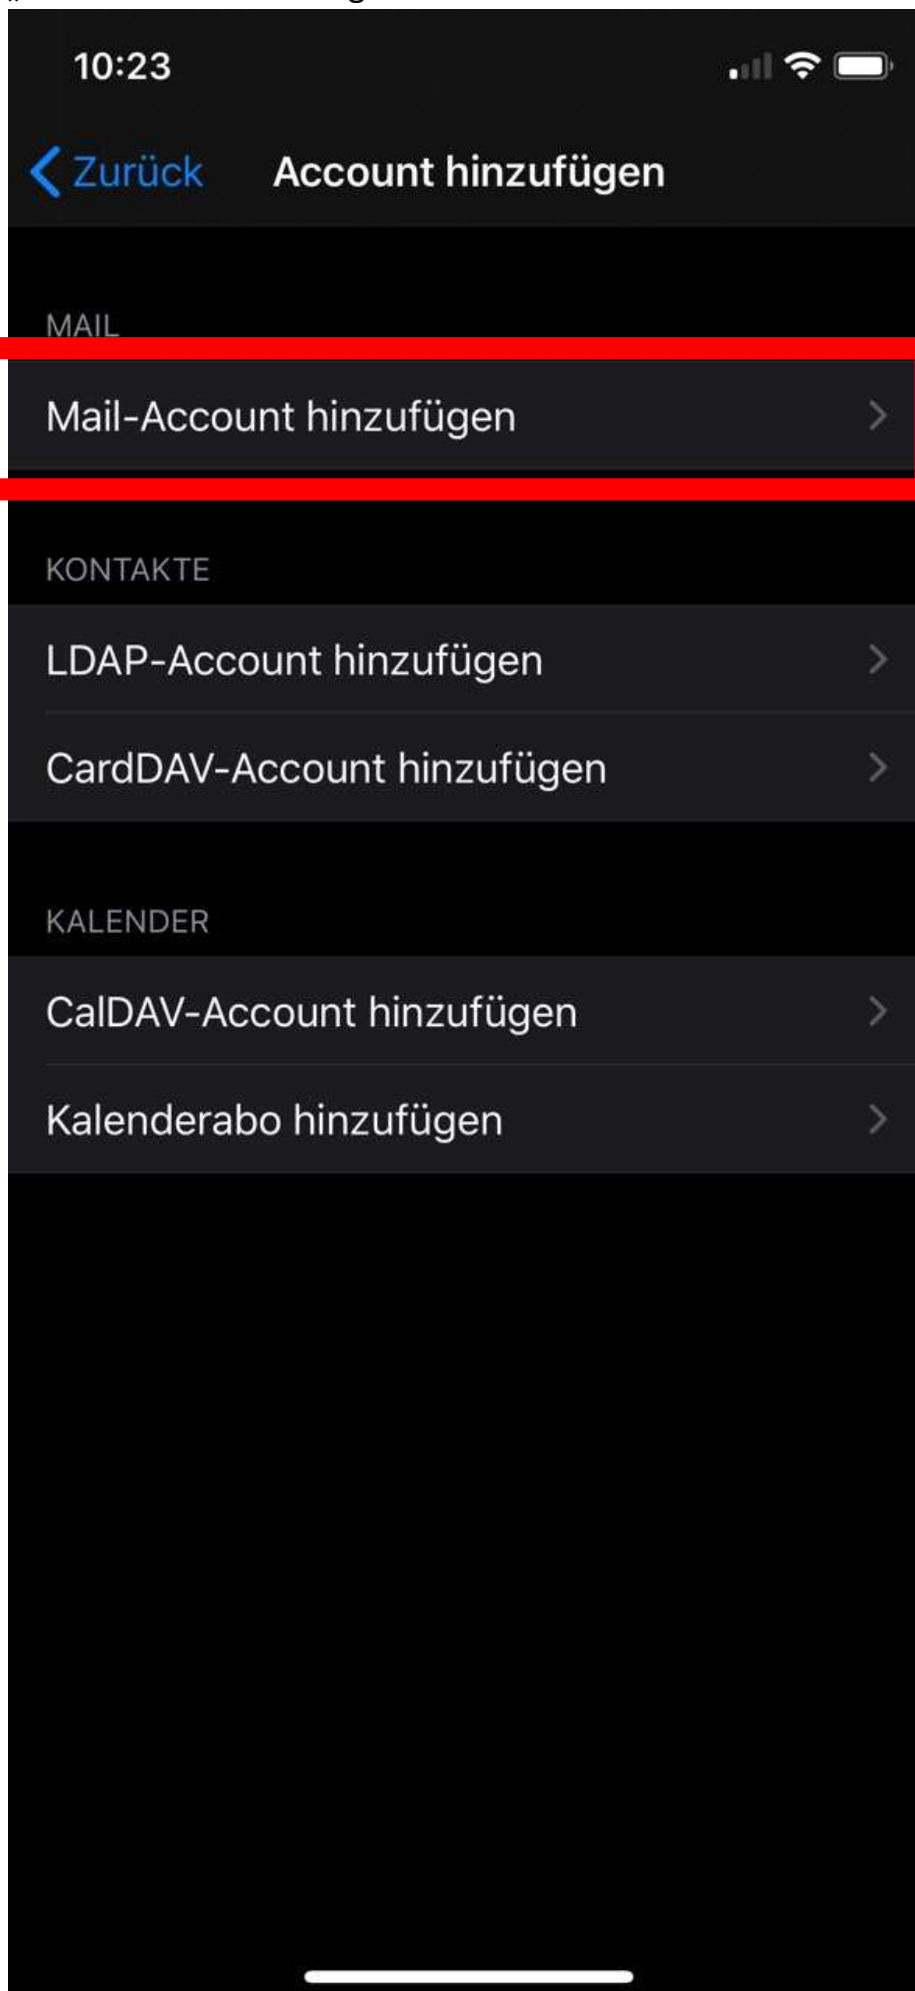 10:23
Zurück Account hinzufügen
MAIL
Mail-Account hinzufügen
KONTAKTE
LDAP-Account hinzufügen
CardDAV-Account hinzufügen
KALENDER
CalDAV-Account hinzufügen
Kalenderabo hinzufügen